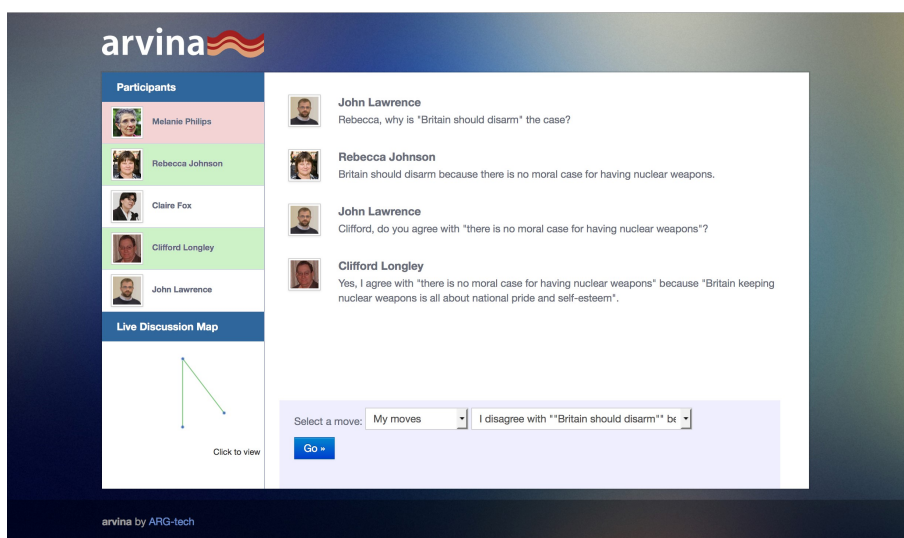 arvina
Participants
Melanie Philips
Rebecca Johnson
Claire Fox
Clifford Longley
John Lawrence
Live Discussion Map
Click to view
John Lawrence
Rebecca, why is "Britain should disarm" the case?
Rebecca Johnson
Britain should disarm because there is no moral case for having nuclear weapons.
John Lawrence
Clifford, do you agree with "there is no moral case for having nuclear weapons"?
Clifford Longley
Yes, I agree with "there is no moral case for having nuclear weapons" because "Britain keeping
nuclear weapons is all about national pride and self-esteem".
Select a move: My moves I disagree with ""Britain should disarm"" be
Go »
arvina by ARG-tech